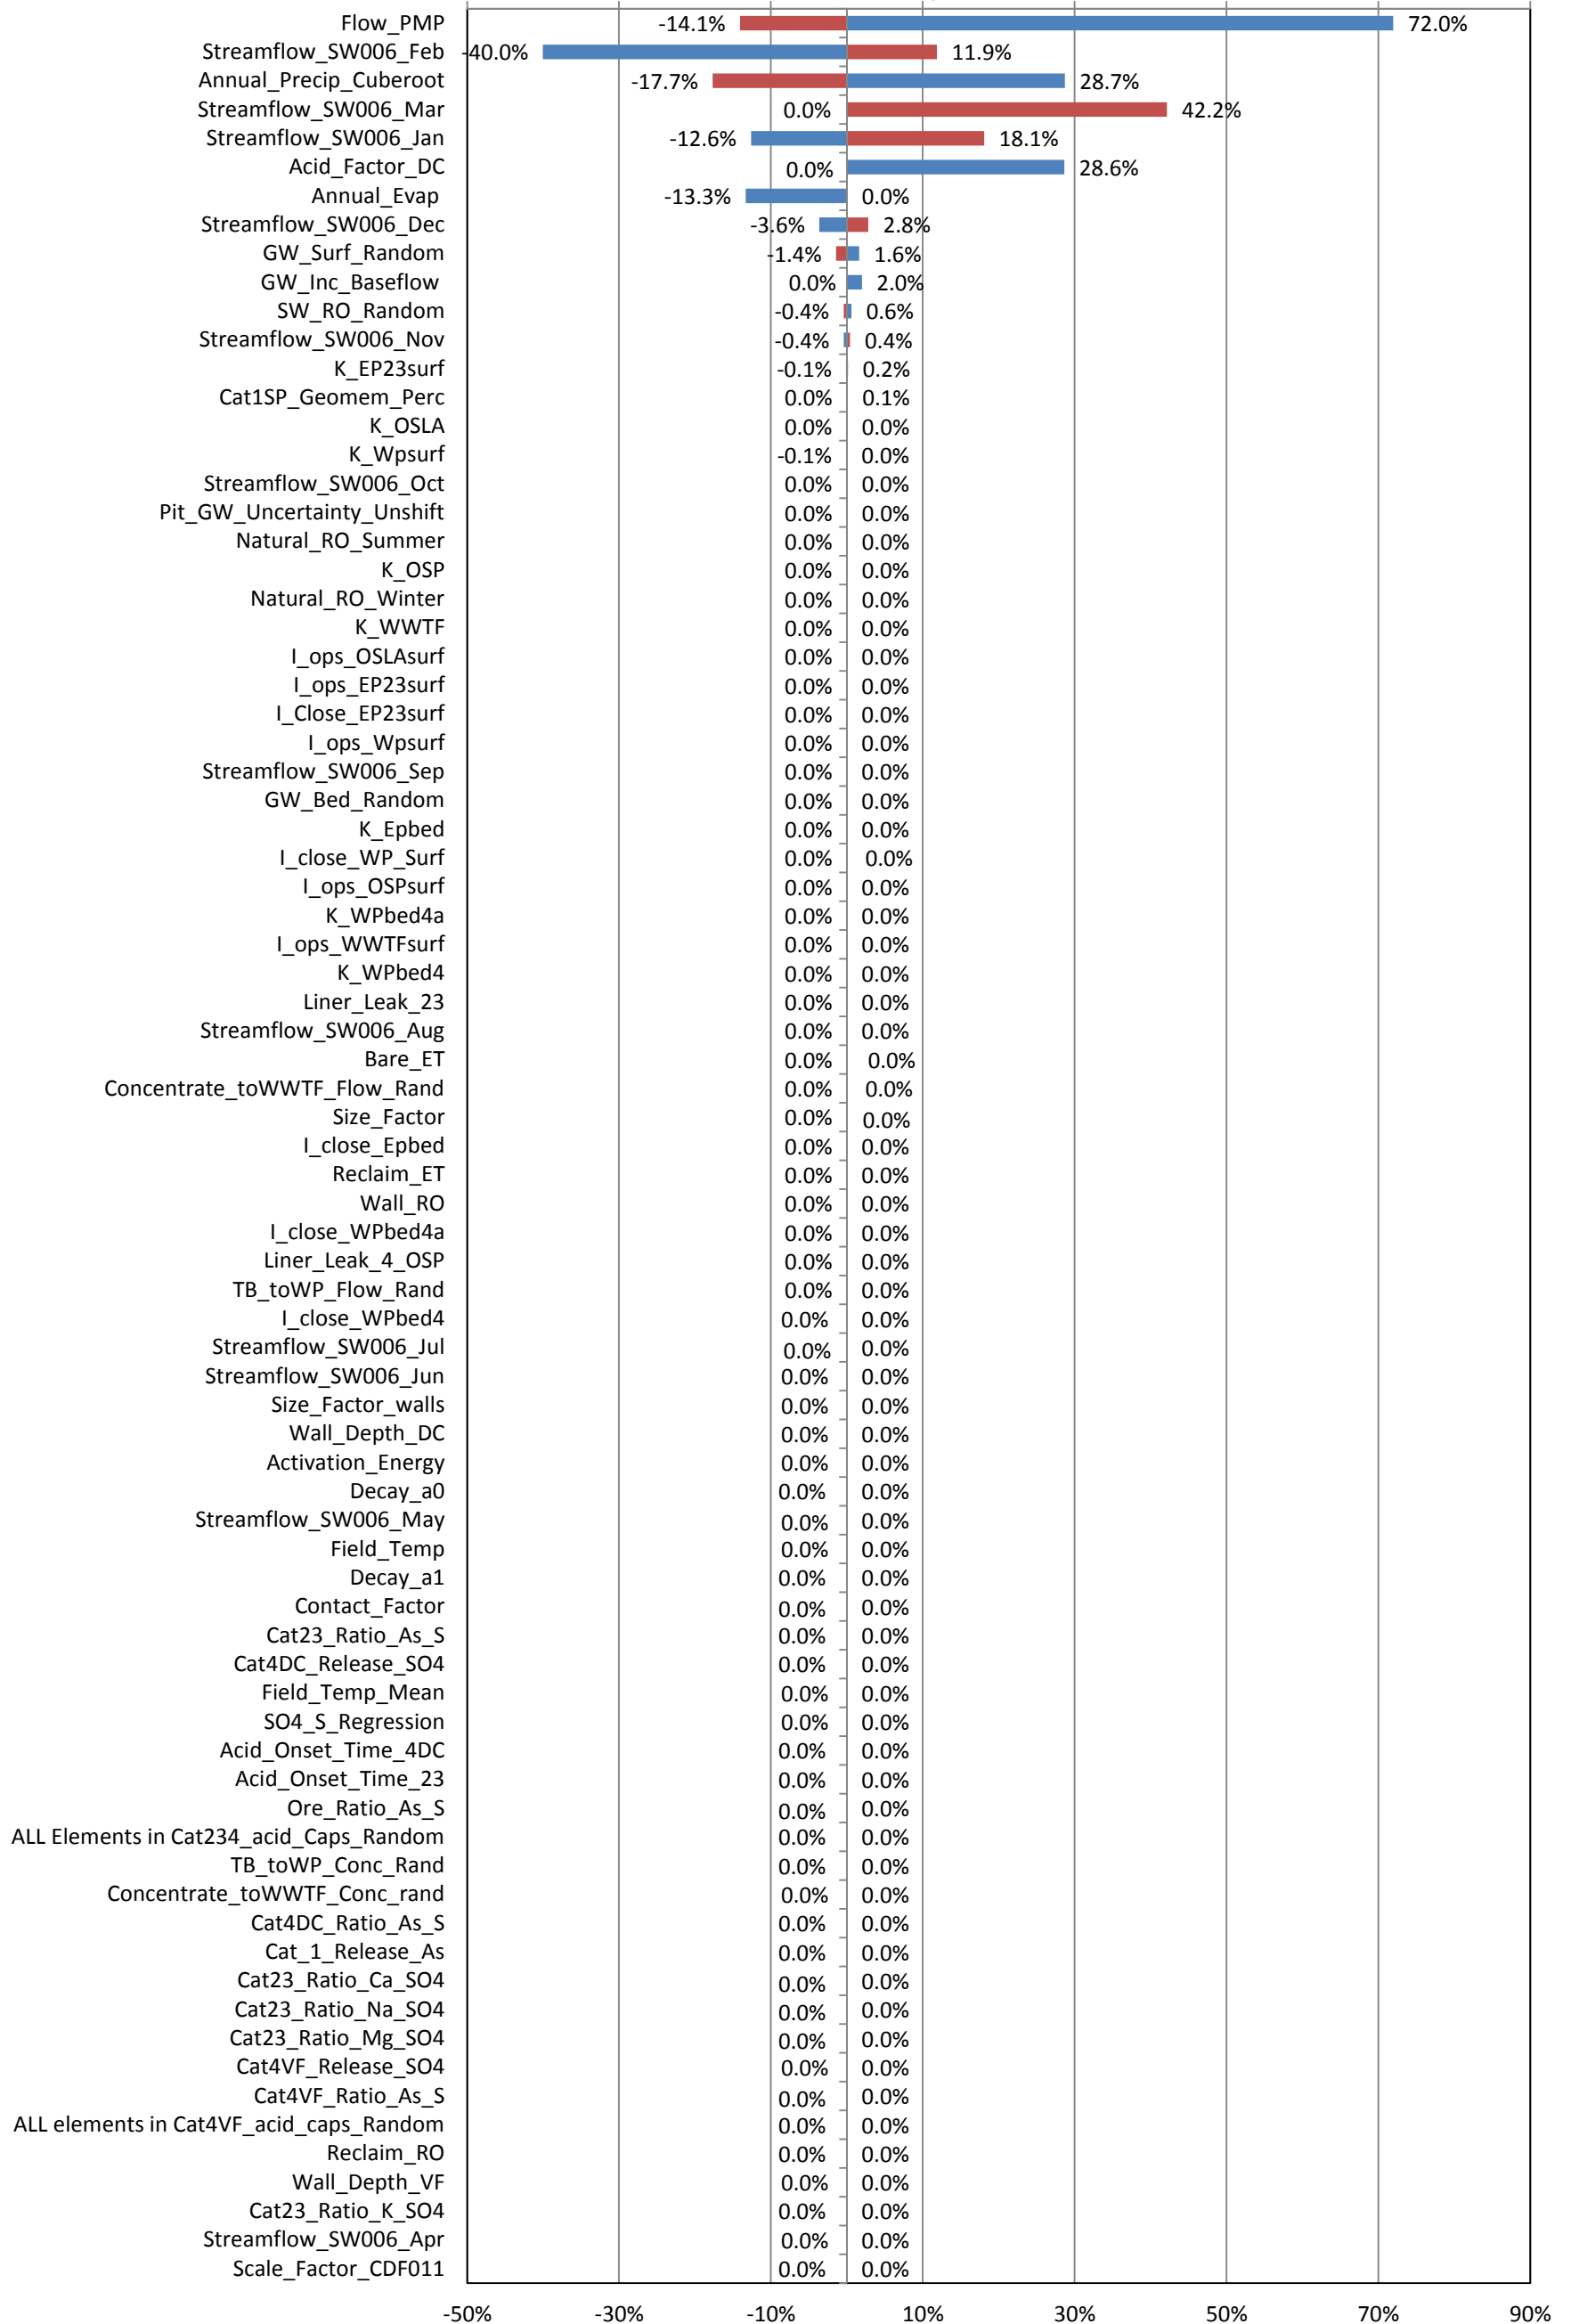 Flow_PMP -14.1% 72.0%
Streamflow_SW006_Feb -40.0% 11.9%
Annual_Precip_Cuberoot -17.7% 28.7%
Streamflow_SW006_Mar 0.0% 42.2%
Streamflow_SW006_Jan -12.6% 18.1%
Acid_Factor_DC 0.0% 28.6%
Annual_Evap -13.3% 0.0%
Streamflow_SW006_Dec -3.6% 2.8%
GW_Surf_Random -1.4% 1.6%
GW_Inc_Baseflow 0.0% 2.0%
SW_RO_Random -0.4% 0.6%
Streamflow_SW006_Nov -0.4% 0.4%
K_EP23surf -0.1% 0.2%
Cat1SP_Geomem_Perc 0.0% 0.1%
K_OSLA 0.0% 0.0%
K_Wpsurf -0.1% 0.0%
Streamflow_SW006_Oct 0.0% 0.0%
Pit_GW_Uncertainty_Unshift 0.0% 0.0%
Natural_RO_Summer 0.0% 0.0%
K_OSP 0.0% 0.0%
Natural_RO_Winter 0.0% 0.0%
K_WWTF 0.0% 0.0%
I_ops_OSLAsurf 0.0% 0.0%
I_ops_EP23surf 0.0% 0.0%
I_Close_EP23surf 0.0% 0.0%
I_ops_Wpsurf 0.0% 0.0%
Streamflow_SW006_Sep 0.0% 0.0%
GW_Bed_Random 0.0% 0.0%
K_Epbed 0.0% 0.0%
I_close_WP_Surf 0.0% 0.0%
I_ops_OSPsurf 0.0% 0.0%
K_WPbed4a 0.0% 0.0%
I_ops_WWTFsurf 0.0% 0.0%
K_WPbed4 0.0% 0.0%
Liner_Leak_23 0.0% 0.0%
Streamflow_SW006_Aug 0.0% 0.0%
Bare_ET 0.0% 0.0%
Concentrate_toWWTF_Flow_Rand 0.0% 0.0%
Size_Factor 0.0% 0.0%
I_close_Epbed 0.0% 0.0%
Reclaim_ET 0.0% 0.0%
Wall_RO 0.0% 0.0%
I_close_WPbed4a 0.0% 0.0%
Liner_Leak_4_OSP 0.0% 0.0%
TB_toWP_Flow_Rand 0.0% 0.0%
I_close_WPbed4 0.0% 0.0%
Streamflow_SW006_Jul 0.0% 0.0%
Streamflow_SW006_Jun 0.0% 0.0%
Size_Factor_walls 0.0% 0.0%
Wall_Depth_DC 0.0% 0.0%
Activation_Energy 0.0% 0.0%
Decay_a0 0.0% 0.0%
Streamflow_SW006_May 0.0% 0.0%
Field_Temp 0.0% 0.0%
Decay_a1 0.0% 0.0%
Contact_Factor 0.0% 0.0%
Cat23_Ratio_As_S 0.0% 0.0%
Cat4DC_Release_SO4 0.0% 0.0%
Field_Temp_Mean 0.0% 0.0%
SO4_S_Regression 0.0% 0.0%
Acid_Onset_Time_4DC 0.0% 0.0%
Acid_Onset_Time_23 0.0% 0.0%
Ore_Ratio_As_S 0.0% 0.0%
ALL Elements in Cat234_acid_Caps_Random 0.0% 0.0%
TB_toWP_Conc_Rand 0.0% 0.0%
Concentrate_toWWTF_Conc_rand 0.0% 0.0%
Cat4DC_Ratio_As_S 0.0% 0.0%
Cat_1_Release_As 0.0% 0.0%
Cat23_Ratio_Ca_SO4 0.0% 0.0%
Cat23_Ratio_Na_SO4 0.0% 0.0%
Cat23_Ratio_Mg_SO4 0.0% 0.0%
Cat4VF_Release_SO4 0.0% 0.0%
Cat4VF_Ratio_As_S 0.0% 0.0%
ALL elements in Cat4VF_acid_caps_Random 0.0% 0.0%
Reclaim_RO 0.0% 0.0%
Wall_Depth_VF 0.0% 0.0%
Cat23_Ratio_K_SO4 0.0% 0.0%
Streamflow_SW006_Apr 0.0% 0.0%
Scale_Factor_CDF011 0.0% 0.0%
-50% -30% -10% 10% 30% 50% 70% 90%